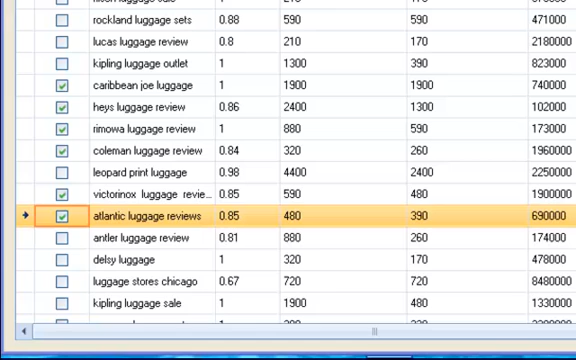 rockland luggage sets 0.88 590 590 471000
lucas luggage review 0.8 210 170 2180000
kipling luggage outlet 1 1300 390 823000
caribbean joe luggage 1 1900 1900 740000
heys luggage review 0.86 2400 1300 102000
rimowa luggage review 1 880 590 173000
coleman luggage review 0.84 320 260 1960000
leopard print luggage 0.98 4400 2400 2250000
victorinox luggage revie... 0.85 590 480 1900000
atlantic luggage reviews 0.85 480 390 690000
antler luggage review 0.81 880 260 174000
delsy luggage 1 320 170 478000
luggage stores chicago 0.67 720 720 8480000
kipling luggage sale 1 1900 480 1330000